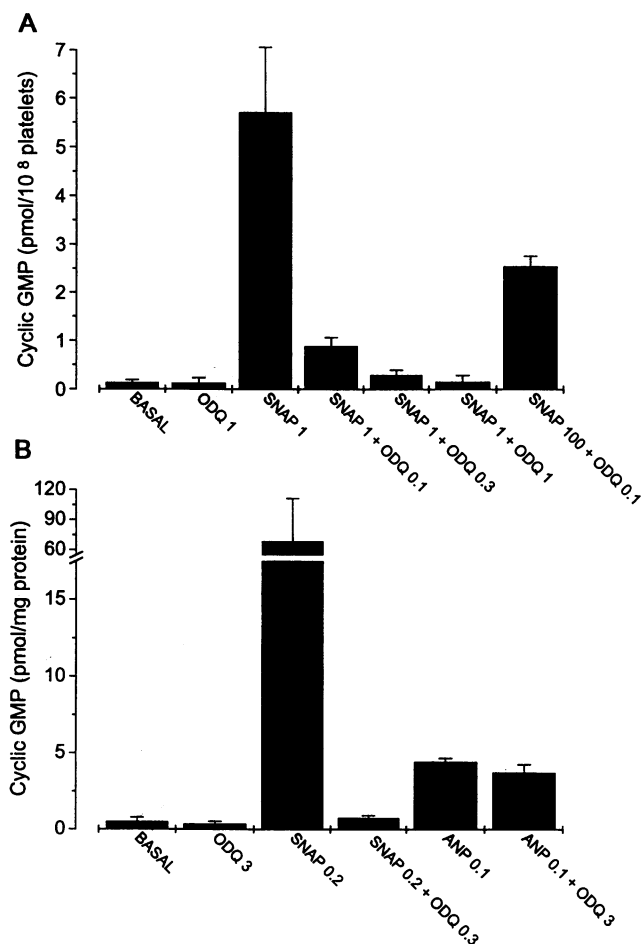 A
Cyclic GMP (pmol/10 8 platelets)
7
6
5
4
3
2
1
0
BASAL
ODQ 1
SNAP 1
SNAP 1 + ODQ 0.1
SNAP 1 + ODQ 0.3
SNAP 1 + ODQ 1
SNAP 100 + ODQ 0.1
B
Cyclic GMP (pmol/mg protein)
120
90
60
15
10
5
0
BASAL
ODQ 3
SNAP 0.2
SNAP 0.2 + ODQ 0.3
ANP 0.1
ANP 0.1 + ODQ 3